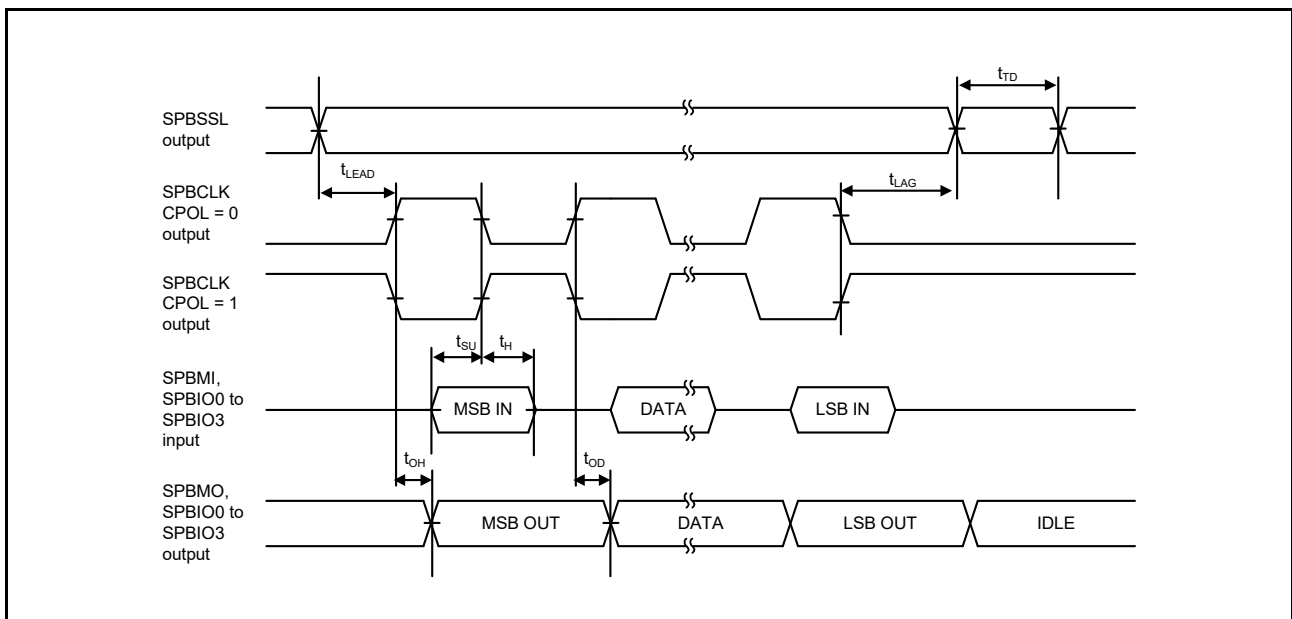 tTD
SPBSSL
output
tLEAD
tLAG
SPBCLK
CPOL = 0
output
SPBCLK
CPOL = 1
output
tSU
tH
SPBMI,
SPBIO0 to
SPBIO3
input
MSB IN
DATA
LSB IN
tOH
tOD
SPBMO,
SPBIO0 to
SPBIO3
output
MSB OUT
DATA
LSB OUT
IDLE